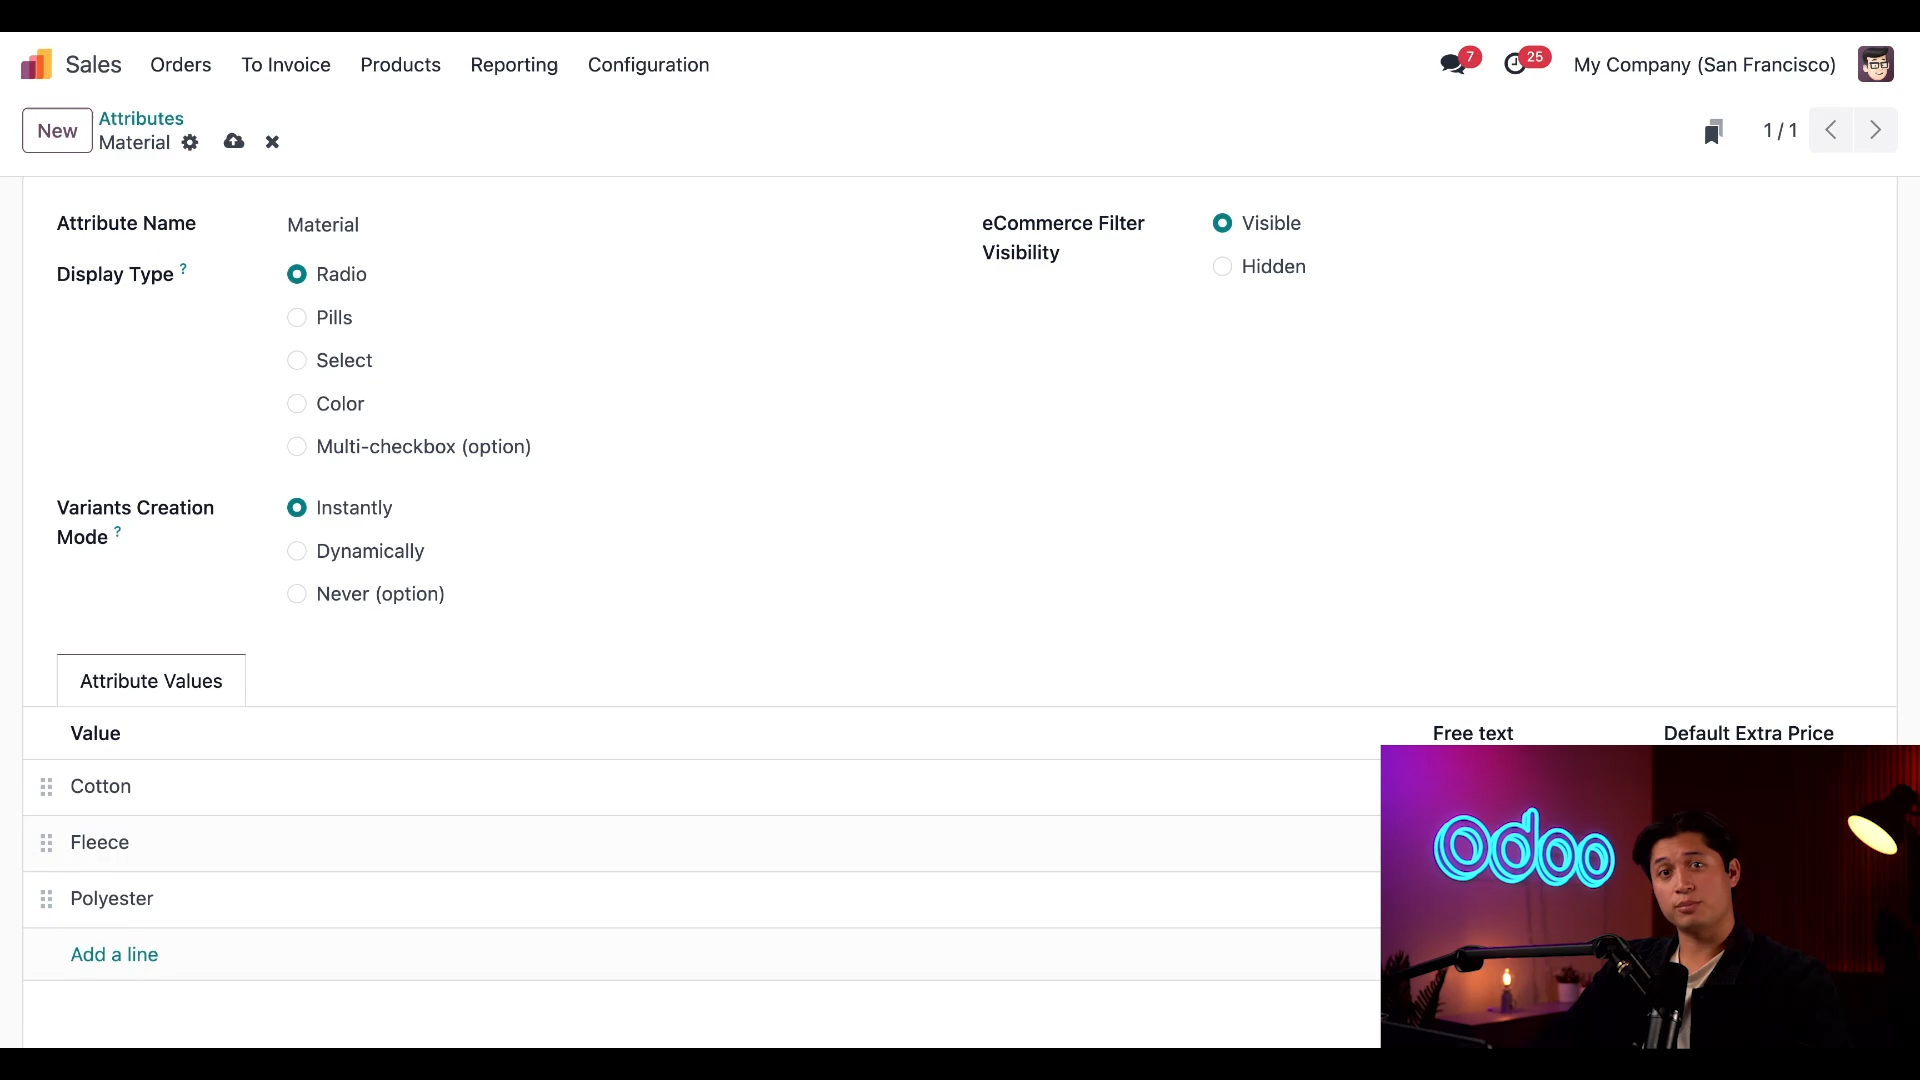 Sales Orders To Invoice Products Reporting Configuration 7 25 My Company (San Francisco)
New Attributes 1 / 1
Material
Attribute Name Material eCommerce Filter Visibility Visible
Display Type ? Radio Hidden
Pills
Select
Color
Multi-checkbox (option)
Variants Creation Mode ? Instantly
Dynamically
Never (option)
Attribute Values
Value Free text Default Extra Price
Cotton
Fleece
Polyester
Add a line
odoo